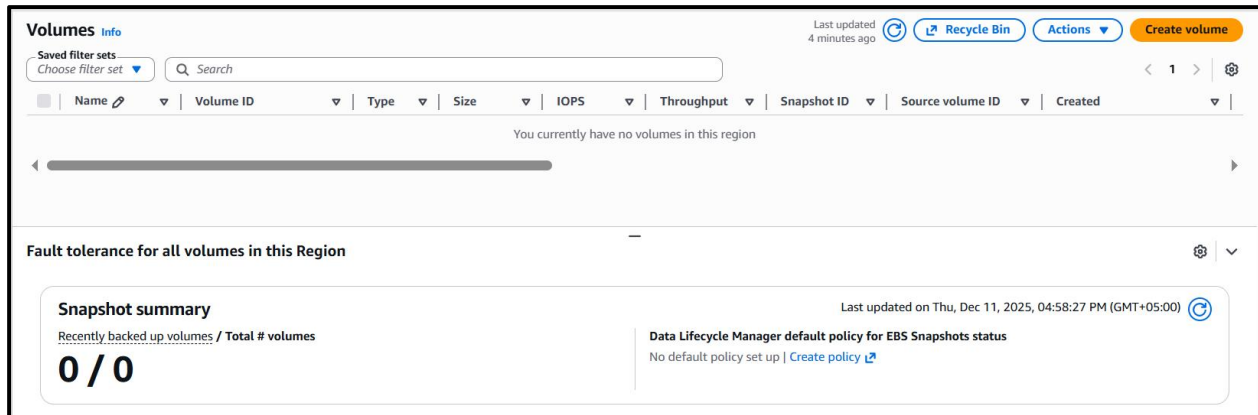 Volumes Info
Last updated
4 minutes ago
Recycle Bin
Actions
Create volume
Saved filter sets
Choose filter set
Search
1
Name
Volume ID
Type
Size
IOPS
Throughput
Snapshot ID
Source volume ID
Created
You currently have no volumes in this region
Fault tolerance for all volumes in this Region
Snapshot summary
Last updated on Thu, Dec 11, 2025, 04:58:27 PM (GMT+05:00)
Recently backed up volumes / Total # volumes
0 / 0
Data Lifecycle Manager default policy for EBS Snapshots status
No default policy set up | Create policy